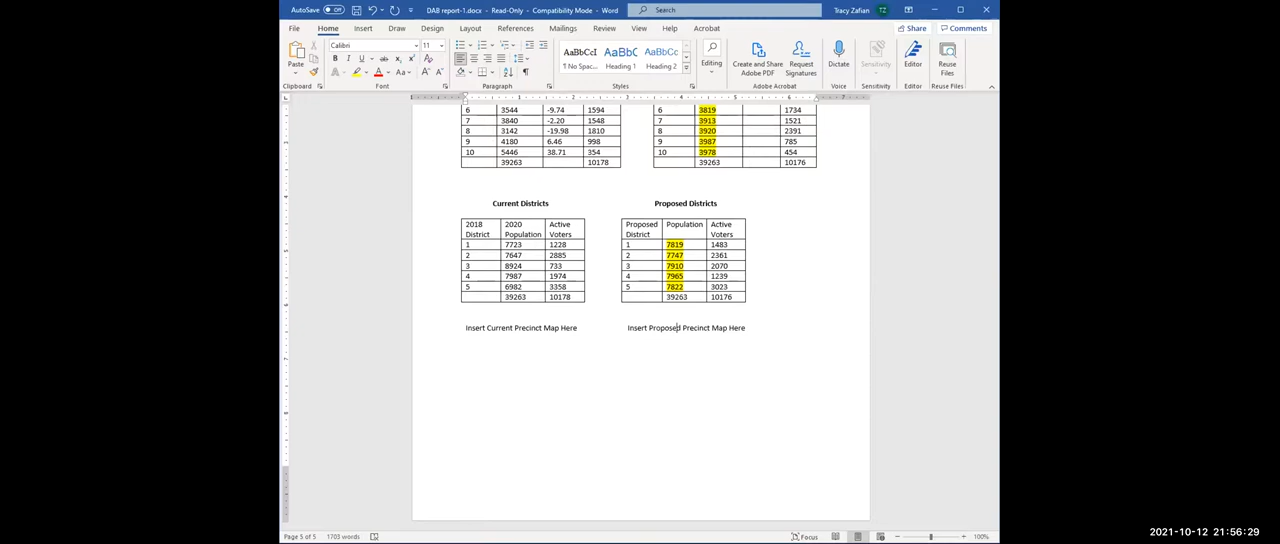 AutoSave Off DAB report-1.docx - Read-Only - Compatibility Mode - Word Search Tracy Zafian TZ
File Home Insert Draw Design Layout References Mailings Review View Help Acrobat Share Comments
Paste Calibri 11 AaBbCcI AaBbC AaBbCc Editing Create and Share Request Dictate Sensitivity Editor Reuse
¶ No Spac... Heading 1 Heading 2 Adobe PDF Signatures Files
Clipboard Font Paragraph Styles Adobe Acrobat Voice Sensitivity Editor Reuse Files
6 3544 -9.74 1594 6 3819 1734
7 3840 -2.20 1548 7 3913 1521
8 3142 -19.98 1810 8 3920 2391
9 4180 6.46 998 9 3987 785
10 5446 38.71 354 10 3978 454
39263 10178 39263 10176
Current Districts Proposed Districts
2018 2020 Active Proposed Population Active
District Population Voters District Voters
1 7723 1228 1 7819 1483
2 7647 2885 2 7747 2361
3 8924 733 3 7910 2070
4 7987 1974 4 7965 1239
5 6982 3358 5 7822 3023
39263 10178 39263 10176
Insert Current Precinct Map Here Insert Proposed Precinct Map Here
Page 5 of 5 1703 words Focus 100%
2021-10-12 21:56:29